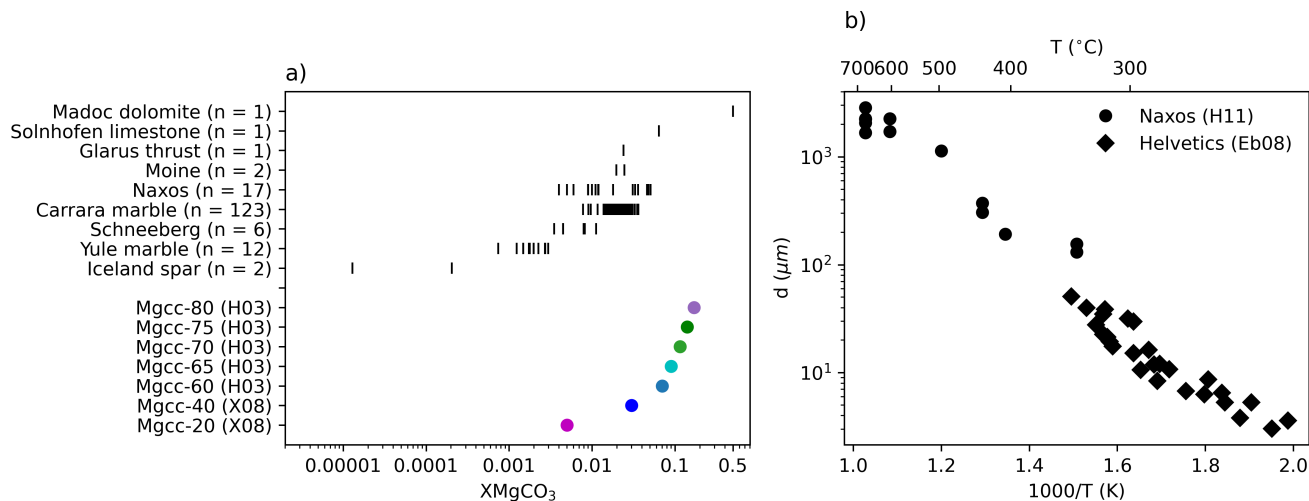 a)
Madoc dolomite (n = 1)
Solnhofen limestone (n = 1)
Glarus thrust (n = 1)
Moine (n = 2)
Naxos (n = 17)
Carrara marble (n = 123)
Schneeberg (n = 6)
Yule marble (n = 12)
Iceland spar (n = 2)
Mgcc-80 (H03)
Mgcc-75 (H03)
Mgcc-70 (H03)
Mgcc-65 (H03)
Mgcc-60 (H03)
Mgcc-40 (X08)
Mgcc-20 (X08)
0.00001 0.0001 0.001 0.01 0.1 0.5
XMgCO₃
b)
T (°C)
700 600 500 400 300
Naxos (H11)
Helvetics (Eb08)
d (μm)
10³
10²
10¹
1.0 1.2 1.4 1.6 1.8 2.0
1000/T (K)